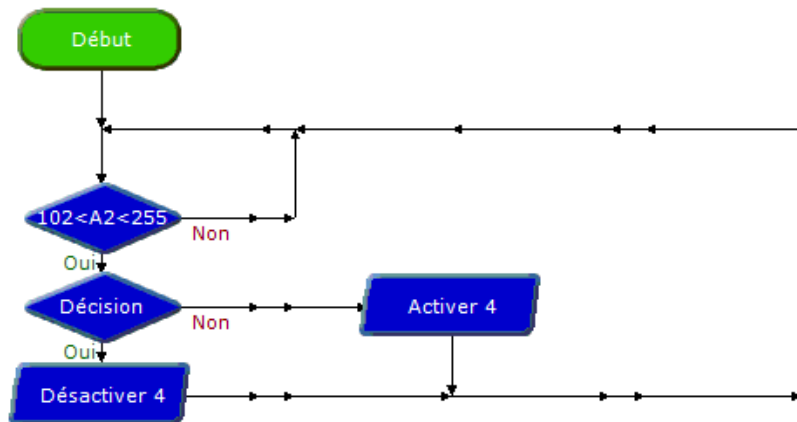 Début
102<A2<255
Non
Oui
Décision
Non
Activer 4
Oui
Désactiver 4